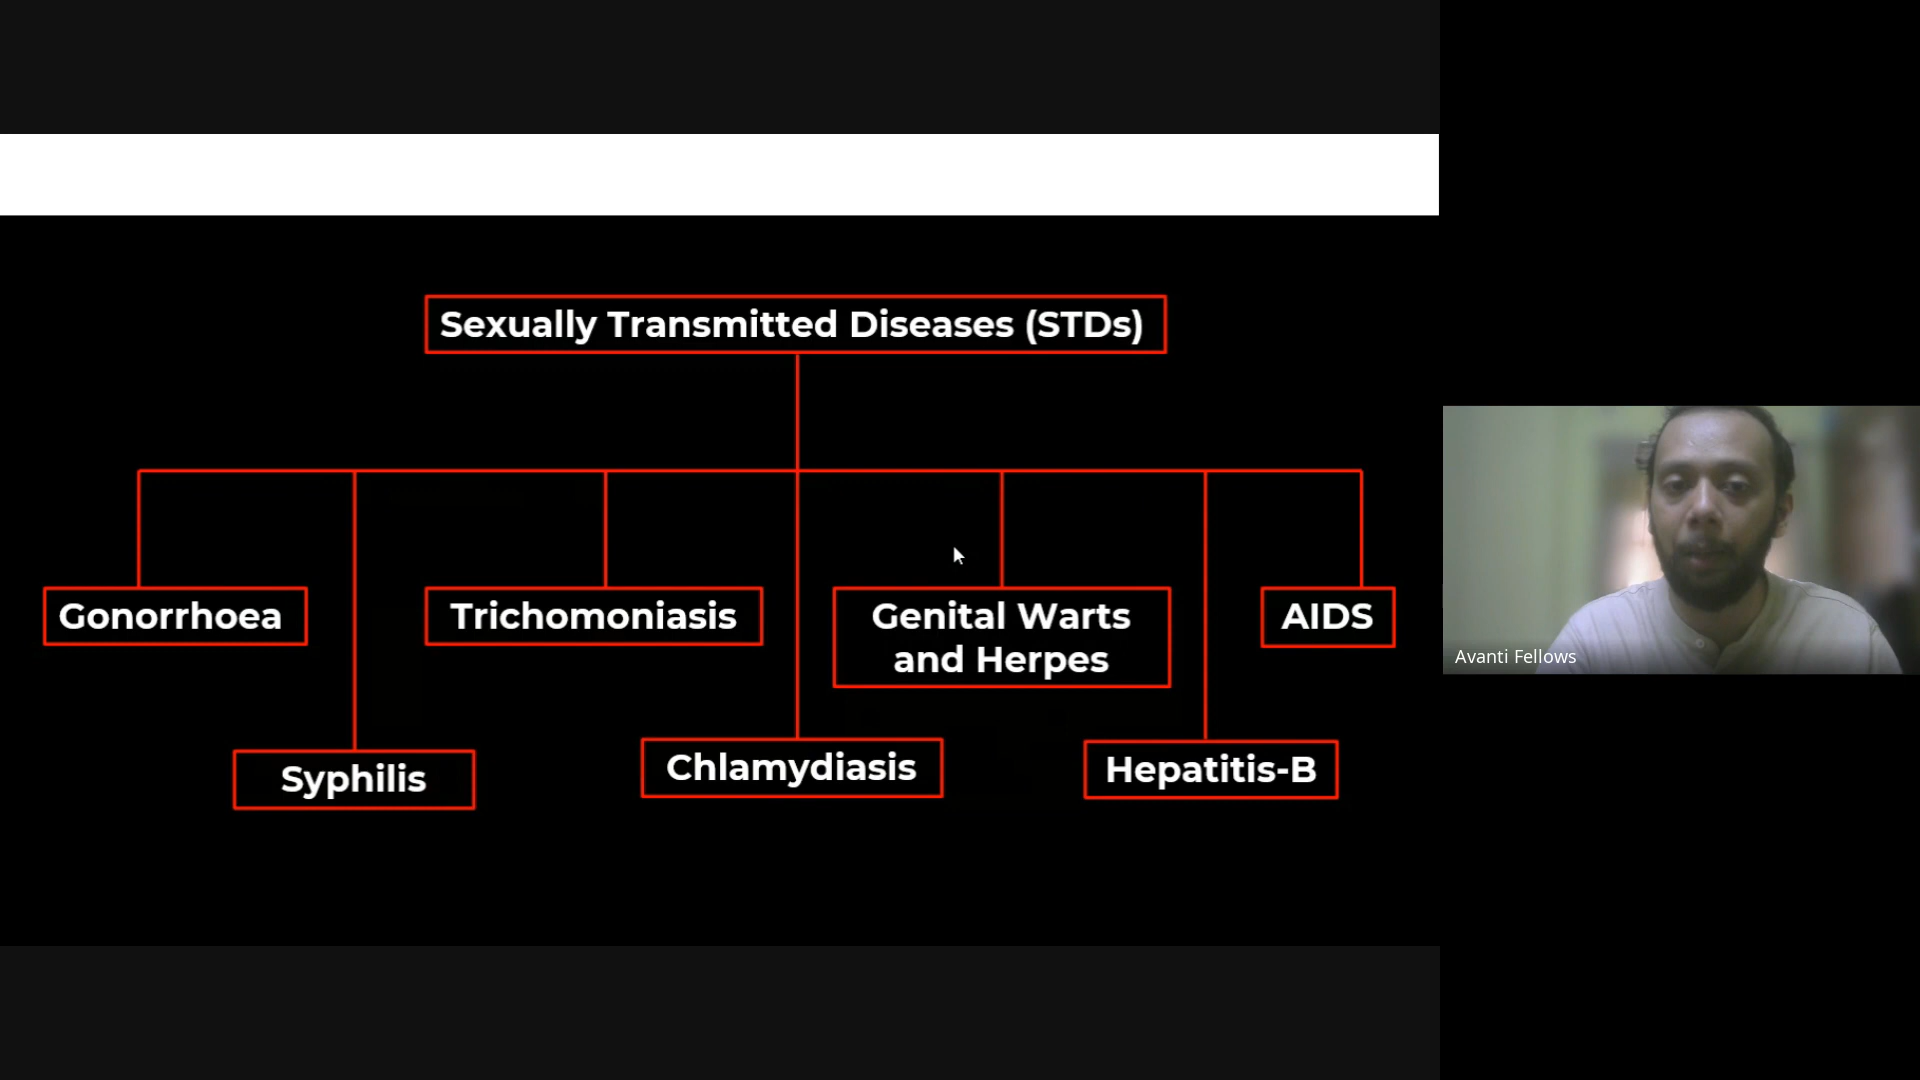 Sexually Transmitted Diseases (STDs)
Gonorrhoea
Trichomoniasis
Genital Warts
and Herpes
AIDS
Syphilis
Chlamydiasis
Hepatitis-B
Avanti Fellows